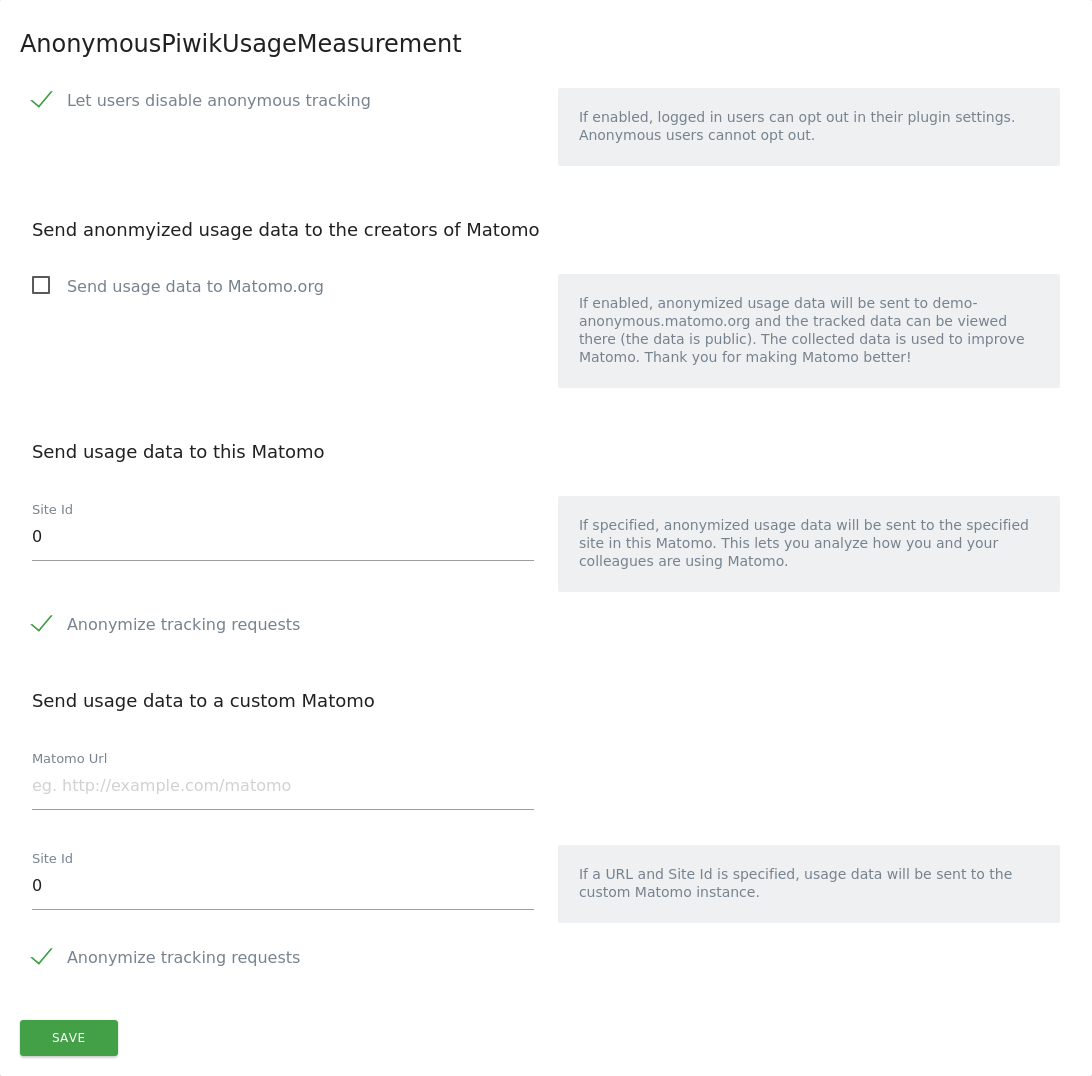 AnonymousPiwikUsageMeasurement
Let users disable anonymous tracking
If enabled, logged in users can opt out in their plugin settings.
Anonymous users cannot opt out.
Send anonmyized usage data to the creators of Matomo
Send usage data to Matomo.org
If enabled, anonymized usage data will be sent to demo-
anonymous.matomo.org and the tracked data can be viewed
there (the data is public). The collected data is used to improve
Matomo. Thank you for making Matomo better!
Send usage data to this Matomo
Site Id
0
If specified, anonymized usage data will be sent to the specified
site in this Matomo. This lets you analyze how you and your
colleagues are using Matomo.
Anonymize tracking requests
Send usage data to a custom Matomo
Matomo Url
eg. http://example.com/matomo
Site Id
0
If a URL and Site Id is specified, usage data will be sent to the
custom Matomo instance.
Anonymize tracking requests
SAVE